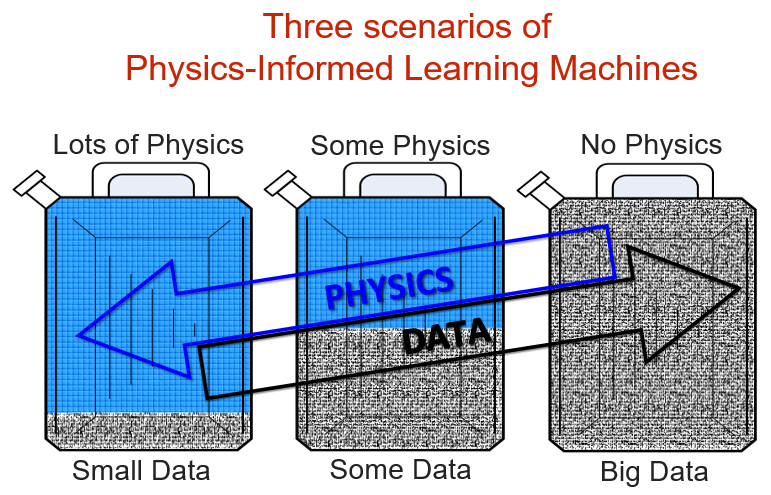 Three scenarios of
Physics-Informed Learning Machines
Lots of Physics
Some Physics
No Physics
PHYSICS
DATA
Small Data
Some Data
Big Data